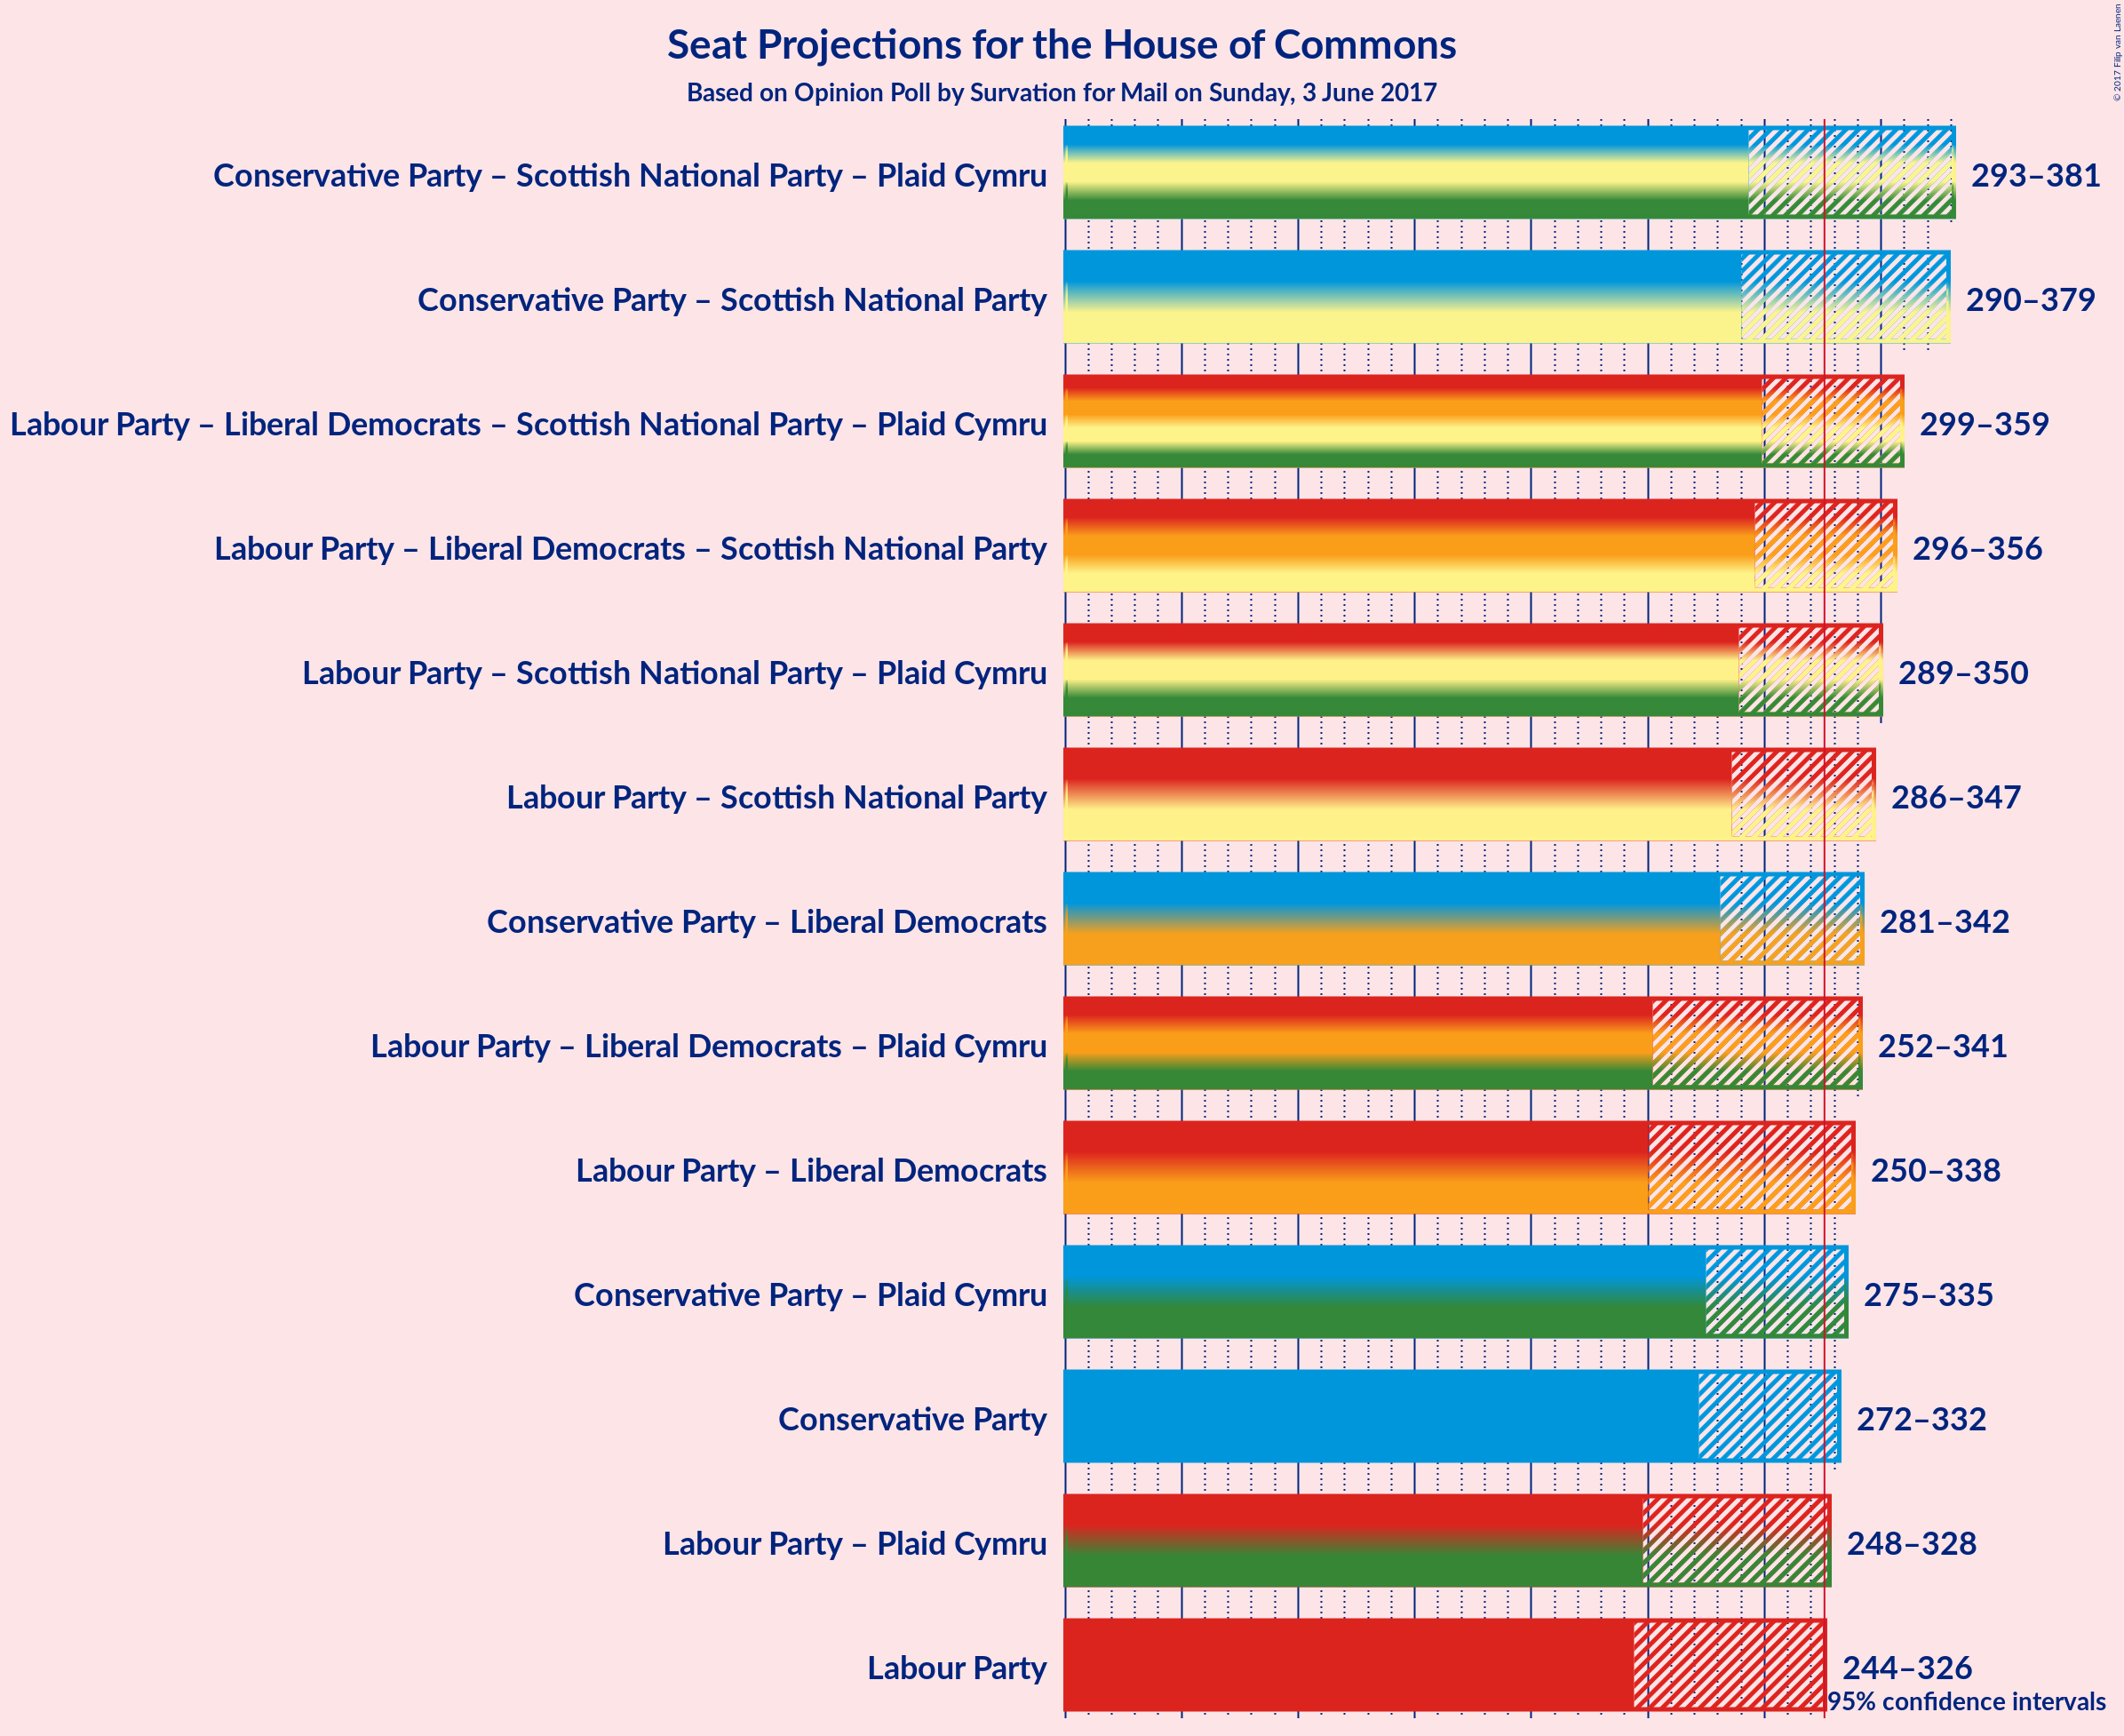 Seat Projections for the House of Commons
Based on Opinion Poll by Survation for Mail on Sunday, 3 June 2017
© 2017 Filip van Laenen
Conservative Party – Scottish National Party – Plaid Cymru 293–381
Conservative Party – Scottish National Party 290–379
Labour Party – Liberal Democrats – Scottish National Party – Plaid Cymru 299–359
Labour Party – Liberal Democrats – Scottish National Party 296–356
Labour Party – Scottish National Party – Plaid Cymru 289–350
Labour Party – Scottish National Party 286–347
Conservative Party – Liberal Democrats 281–342
Labour Party – Liberal Democrats – Plaid Cymru 252–341
Labour Party – Liberal Democrats 250–338
Conservative Party – Plaid Cymru 275–335
Conservative Party 272–332
Labour Party – Plaid Cymru 248–328
Labour Party 244–326
95% confidence intervals